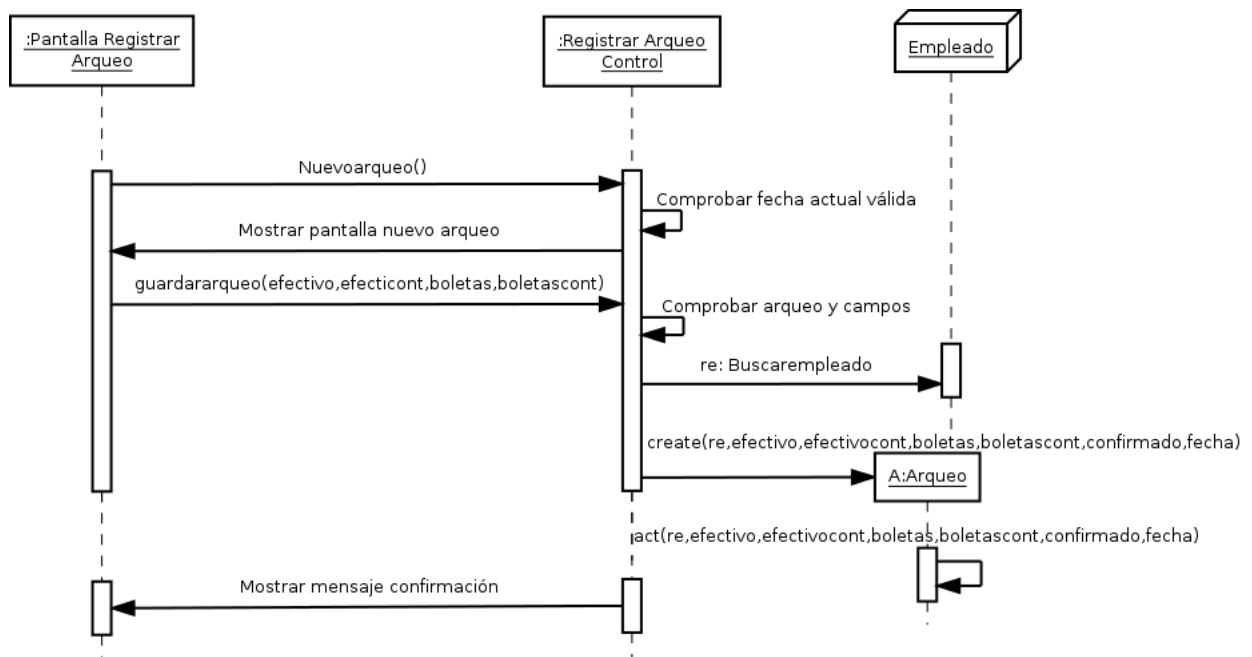 :Pantalla Registrar
Arqueo
:Registrar Arqueo
Control
Empleado
Nuevoarqueo()
Comprobar fecha actual válida
Mostrar pantalla nuevo arqueo
guardararqueo(efectivo,efecticont,boletas,boletascont)
Comprobar arqueo y campos
re: Buscarempleado
create(re,efectivo,efectivocont,boletas,boletascont,confirmado,fecha)
A:Arqueo
act(re,efectivo,efectivocont,boletas,boletascont,confirmado,fecha)
Mostrar mensaje confirmación